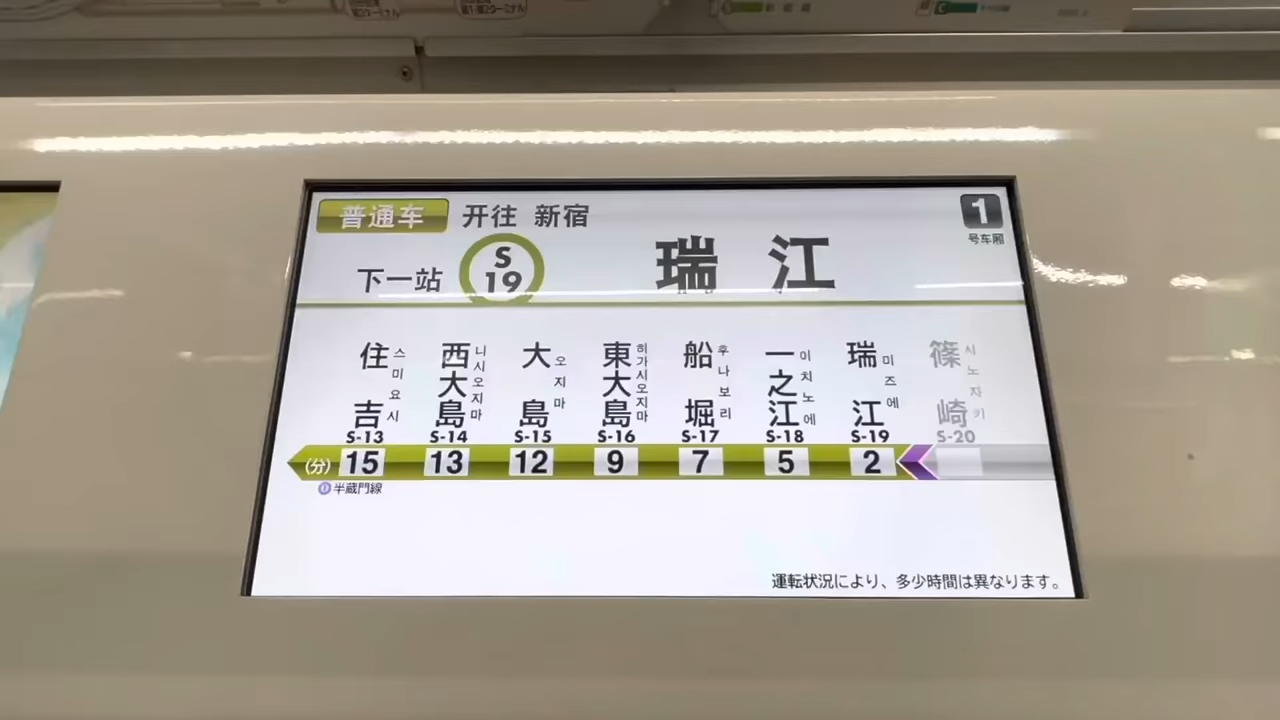 普通车 开往 新宿
1
号车厢
下一站 S 19 瑞江
住吉 스미요시 S-13
西大島 니시오지마 S-14
大島 오지마 S-15
東大島 히가시오지마 S-16
船堀 후나보리 S-17
一之江 이치노에 S-18
瑞江 미즈에 S-19
篠崎 시노자키 S-20
(分) 15 13 12 9 7 5 2
半蔵門線
運転状況により、多少時間は異なります。